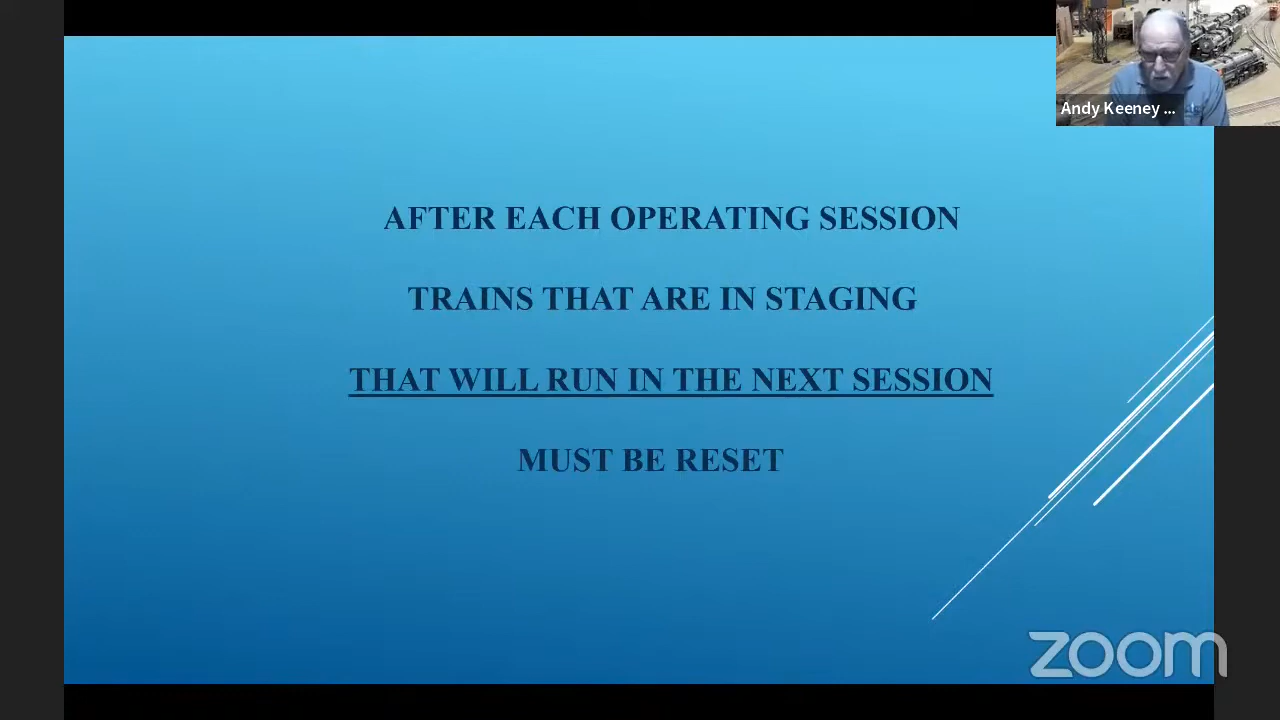 Andy Keeney ...
AFTER EACH OPERATING SESSION
TRAINS THAT ARE IN STAGING
THAT WILL RUN IN THE NEXT SESSION
MUST BE RESET
zoom